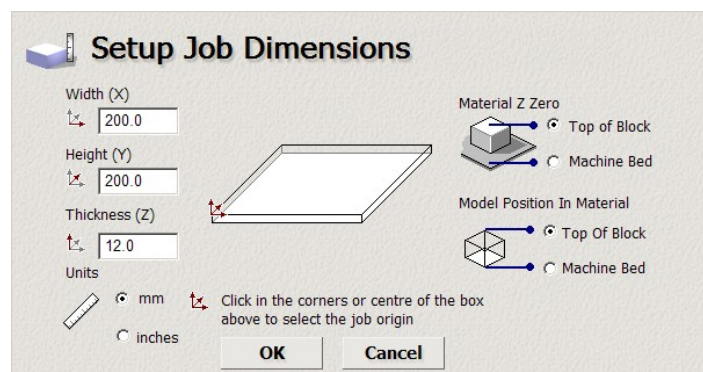 Setup Job Dimensions
Width (X)
200.0
Height (Y)
200.0
Thickness (Z)
12.0
Units
mm
inches
Material Z Zero
Top of Block
Machine Bed
Model Position In Material
Top Of Block
Machine Bed
Click in the corners or centre of the box
above to select the job origin
OK
Cancel